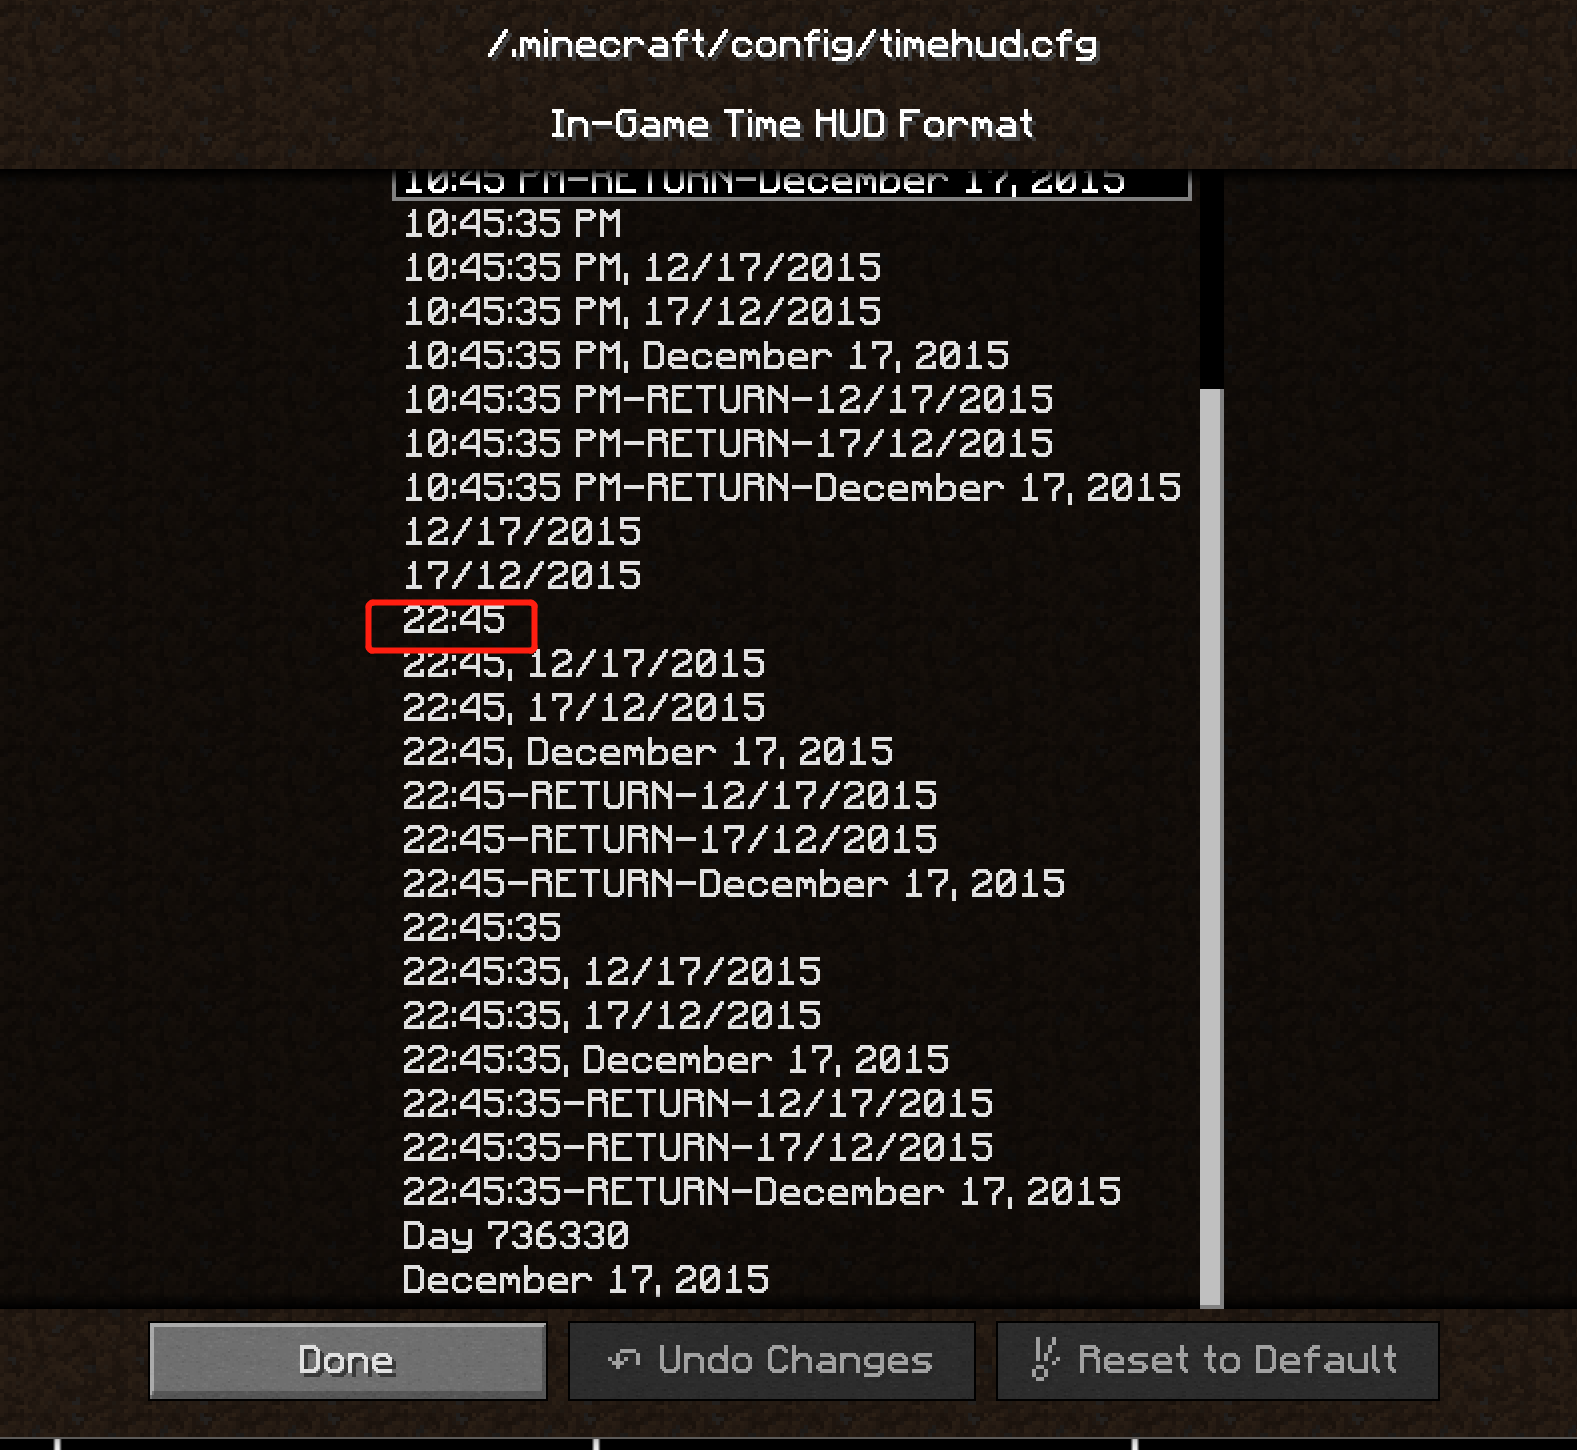 /.minecraft/config/timehud.cfg
In-Game Time HUD Format
10:45 PM-RETURN-December 17, 2015
10:45:35 PM
10:45:35 PM, 12/17/2015
10:45:35 PM, 17/12/2015
10:45:35 PM, December 17, 2015
10:45:35 PM-RETURN-12/17/2015
10:45:35 PM-RETURN-17/12/2015
10:45:35 PM-RETURN-December 17, 2015
12/17/2015
17/12/2015
22:45
22:45, 12/17/2015
22:45, 17/12/2015
22:45, December 17, 2015
22:45-RETURN-12/17/2015
22:45-RETURN-17/12/2015
22:45-RETURN-December 17, 2015
22:45:35
22:45:35, 12/17/2015
22:45:35, 17/12/2015
22:45:35, December 17, 2015
22:45:35-RETURN-12/17/2015
22:45:35-RETURN-17/12/2015
22:45:35-RETURN-December 17, 2015
Day 736330
December 17, 2015
Done
Undo Changes
Reset to Default